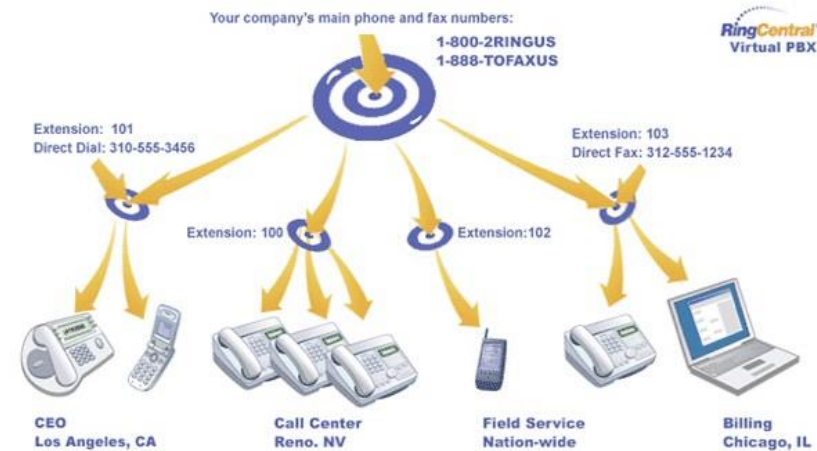 Your company's main phone and fax numbers:
1-800-2RINGUS
1-888-TOFAXUS
RingCentral
Virtual PBX
Extension: 101
Direct Dial: 310-555-3456
Extension: 103
Direct Fax: 312-555-1234
Extension: 100
Extension:102
CEO
Los Angeles, CA
Call Center
Reno. NV
Field Service
Nation-wide
Billing
Chicago, IL